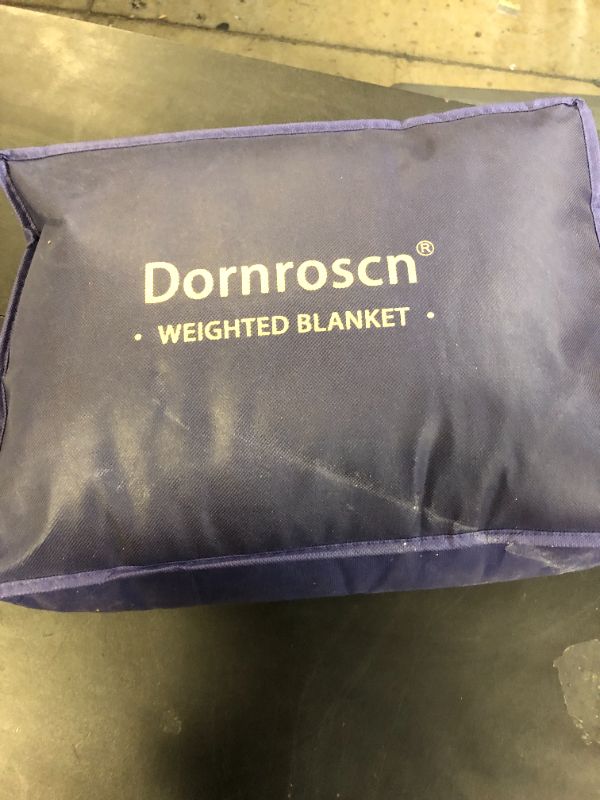 Dornroscn®
• WEIGHTED BLANKET •